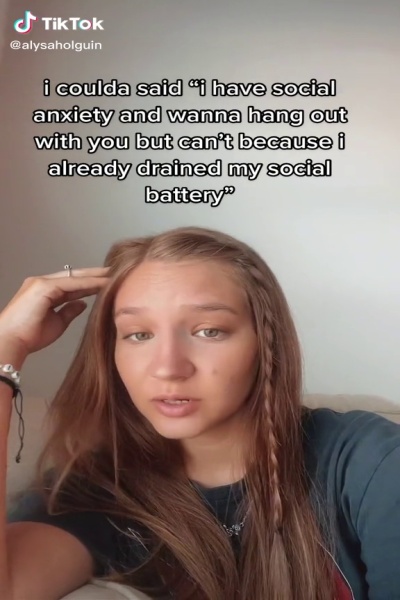 TikTok
@alysaholguin
i coulda said “i have social
anxiety and wanna hang out
with you but can’t because i
already drained my social
battery”